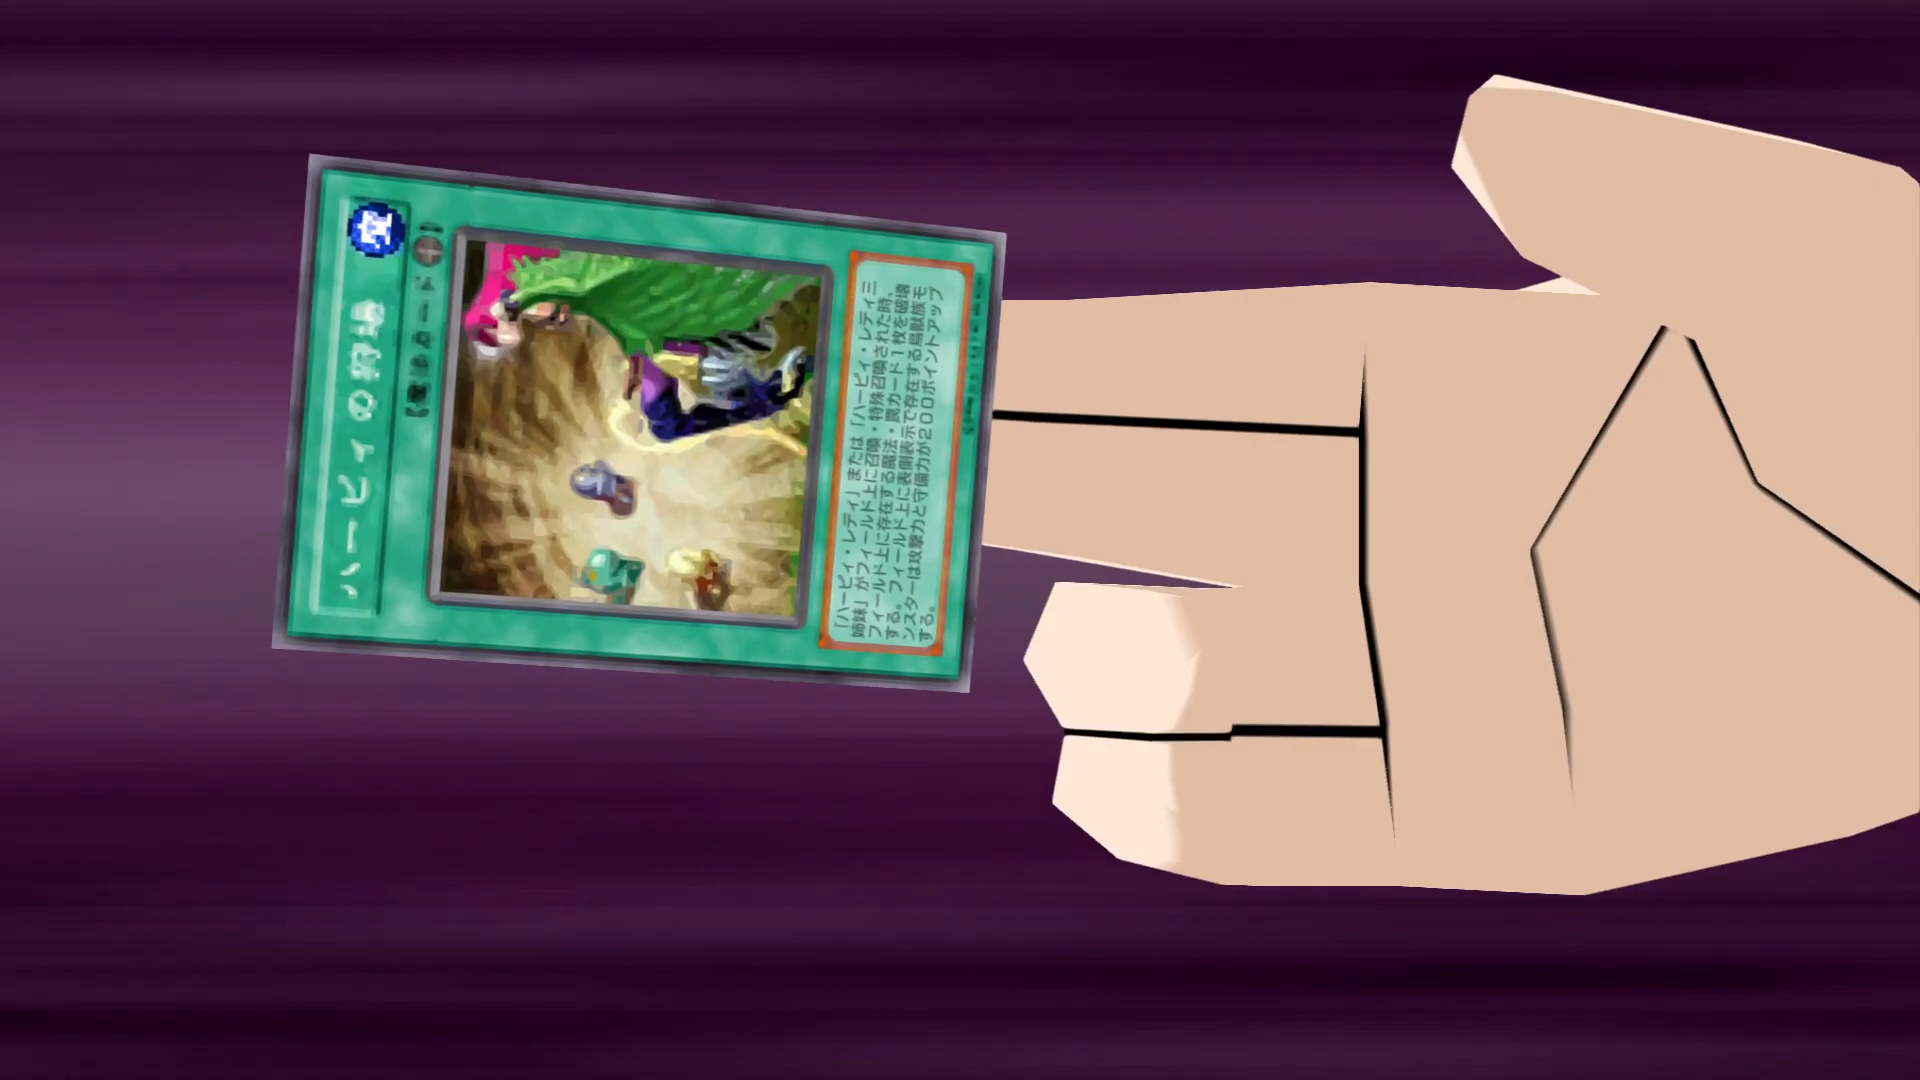 ハーピィの狩場
魔
【魔法カード
「ハーピィ・レディ」または「ハーピィ・レディ三
姉妹」がフィールド上に召喚・特殊召喚された時、
フィールド上に存在する魔法・罠カード1枚を破壊
する。フィールド上に表側表示で存在する鳥獣族モ
ンスターは攻撃力と守備力が200ポイントアップ
する。